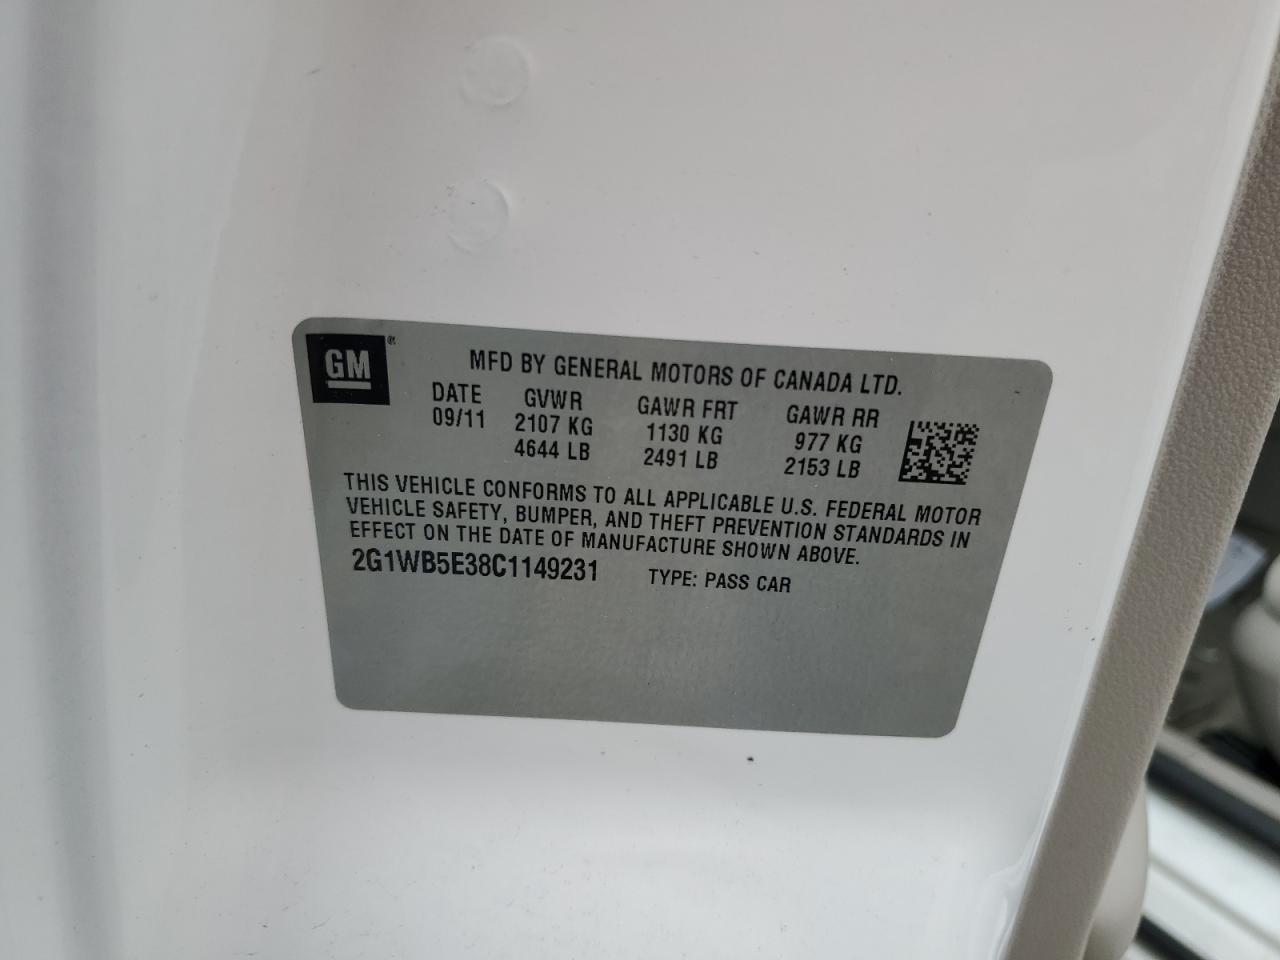 GM
MFD BY GENERAL MOTORS OF CANADA LTD.
DATE GVWR GAWR FRT GAWR RR
09/11 2107 KG 1130 KG 977 KG
4644 LB 2491 LB 2153 LB
THIS VEHICLE CONFORMS TO ALL APPLICABLE U.S. FEDERAL MOTOR
VEHICLE SAFETY, BUMPER, AND THEFT PREVENTION STANDARDS IN
EFFECT ON THE DATE OF MANUFACTURE SHOWN ABOVE.
2G1WB5E38C1149231 TYPE: PASS CAR